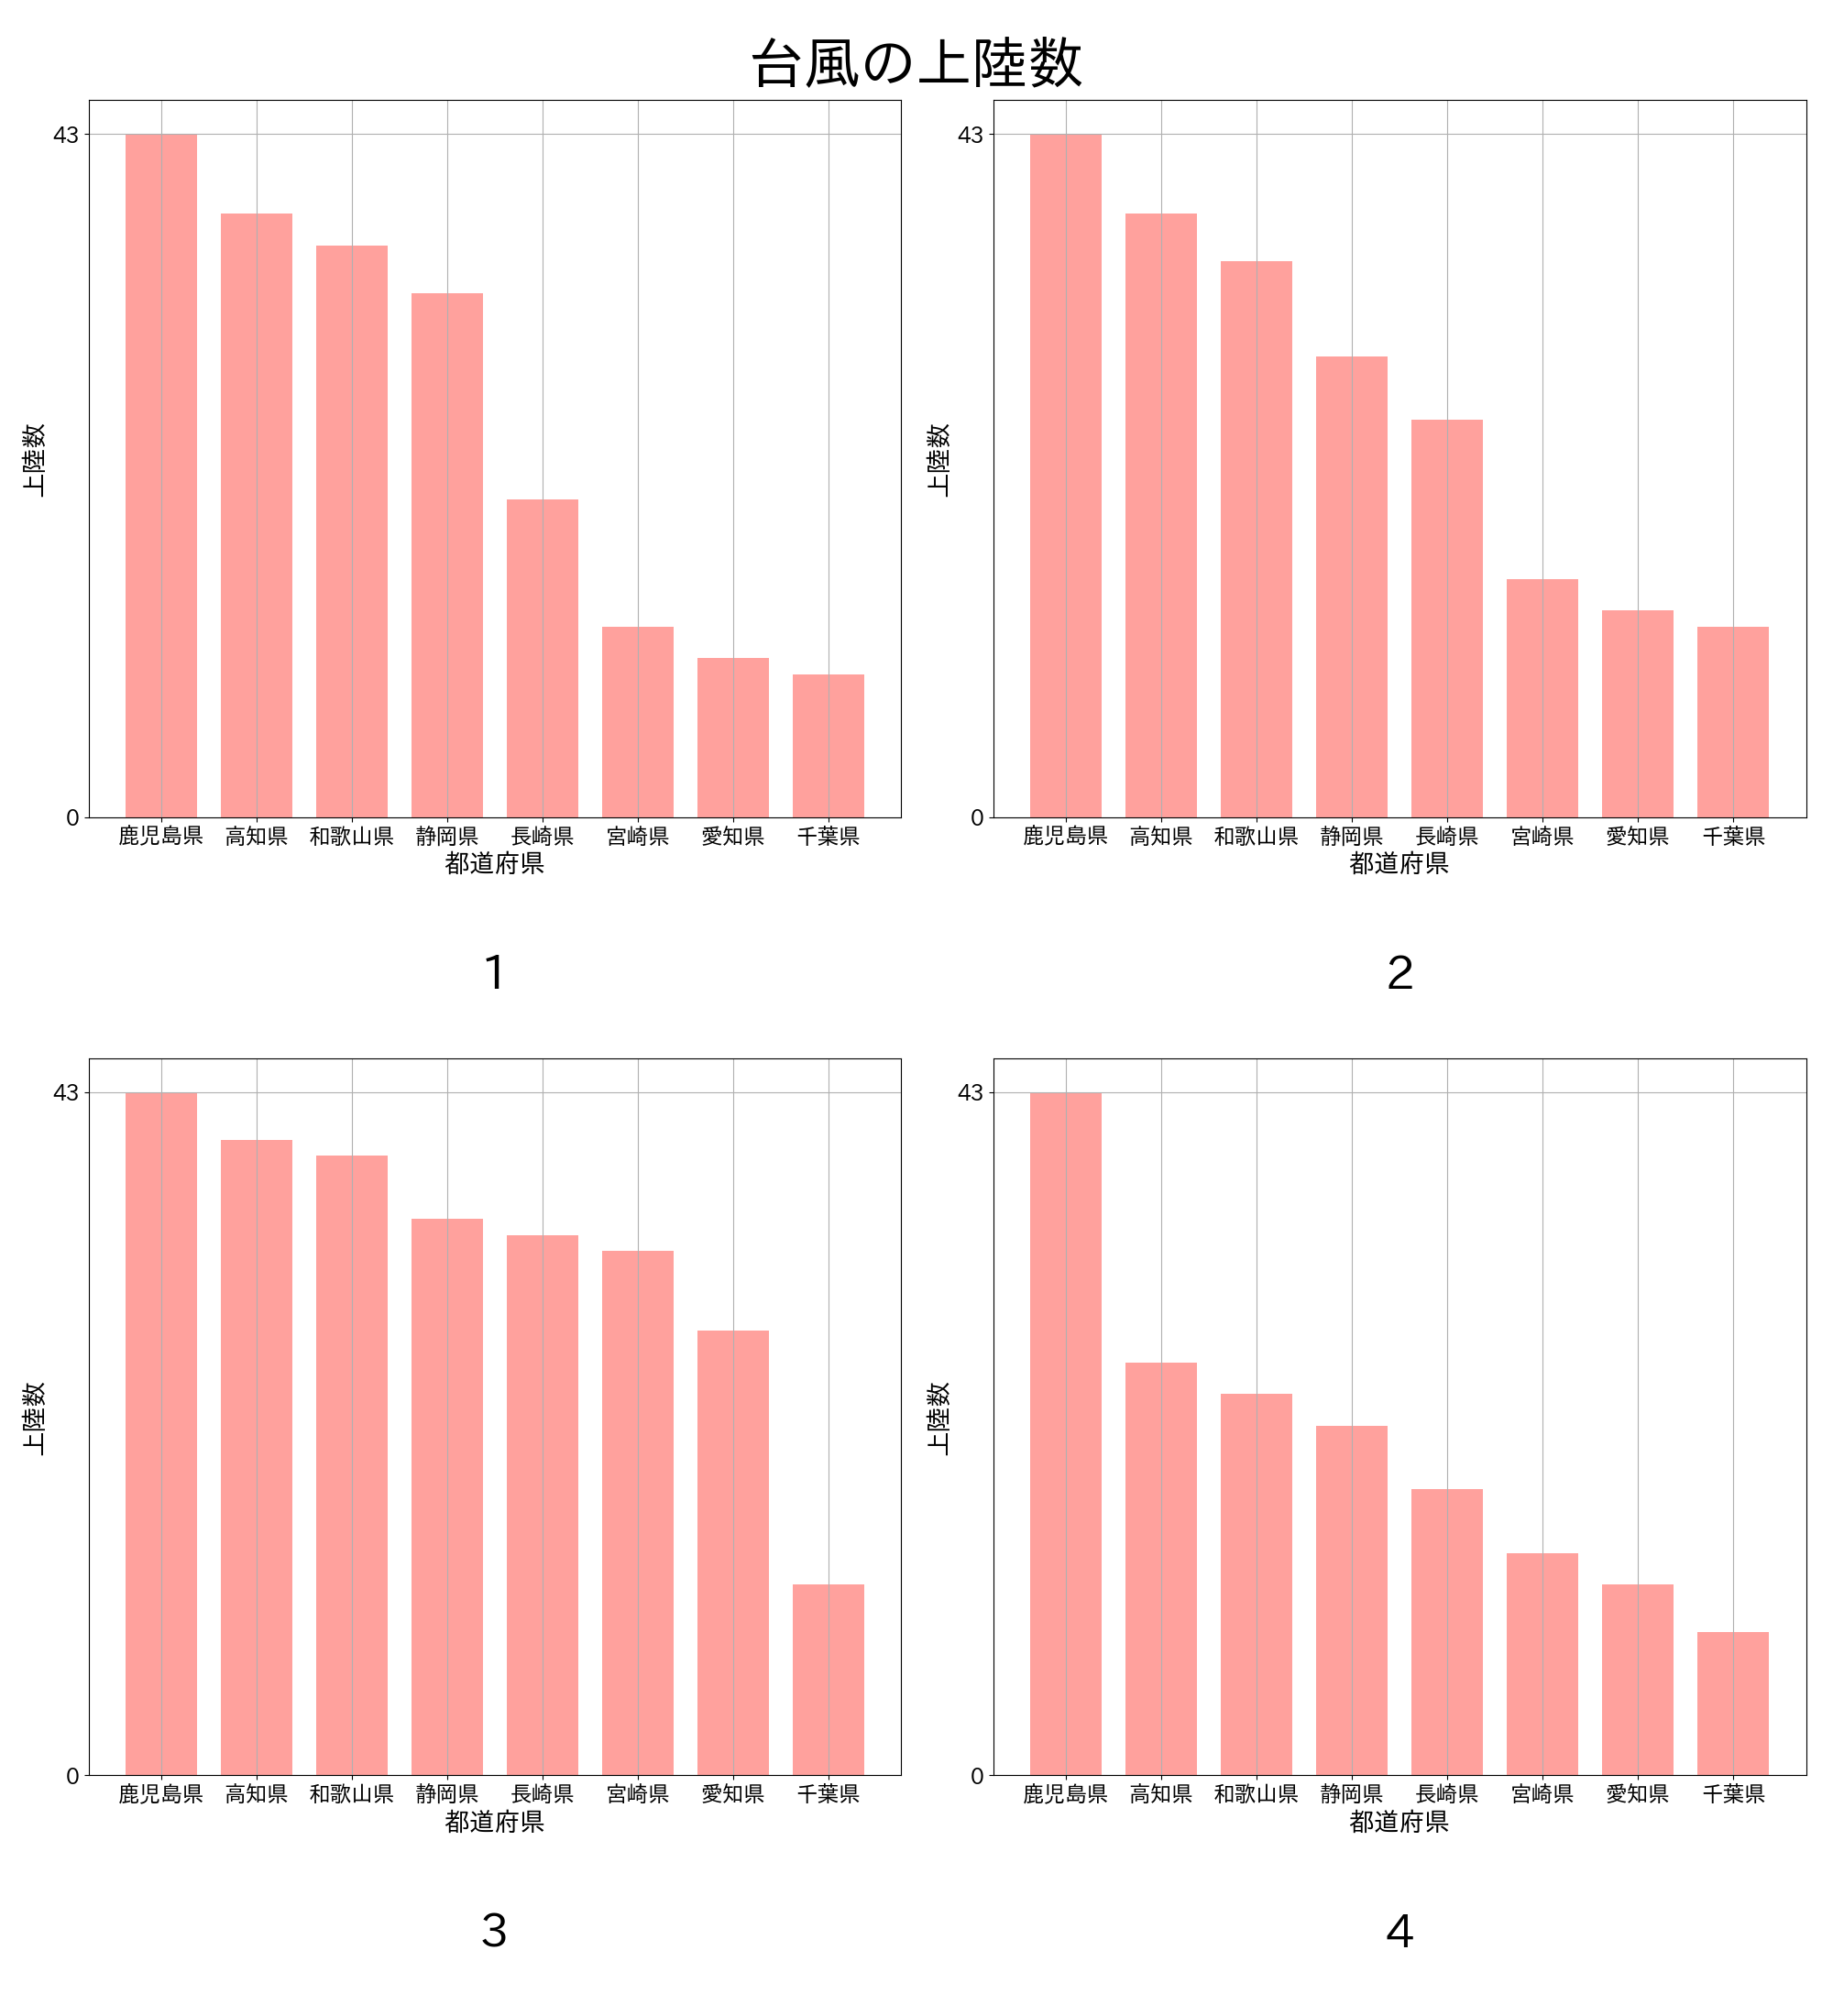 台風の上陸数
43
0
上陸数
鹿児島県 高知県 和歌山県 静岡県 長崎県 宮崎県 愛知県 千葉県
都道府県
1
43
0
上陸数
鹿児島県 高知県 和歌山県 静岡県 長崎県 宮崎県 愛知県 千葉県
都道府県
2
43
0
上陸数
鹿児島県 高知県 和歌山県 静岡県 長崎県 宮崎県 愛知県 千葉県
都道府県
3
43
0
上陸数
鹿児島県 高知県 和歌山県 静岡県 長崎県 宮崎県 愛知県 千葉県
都道府県
4